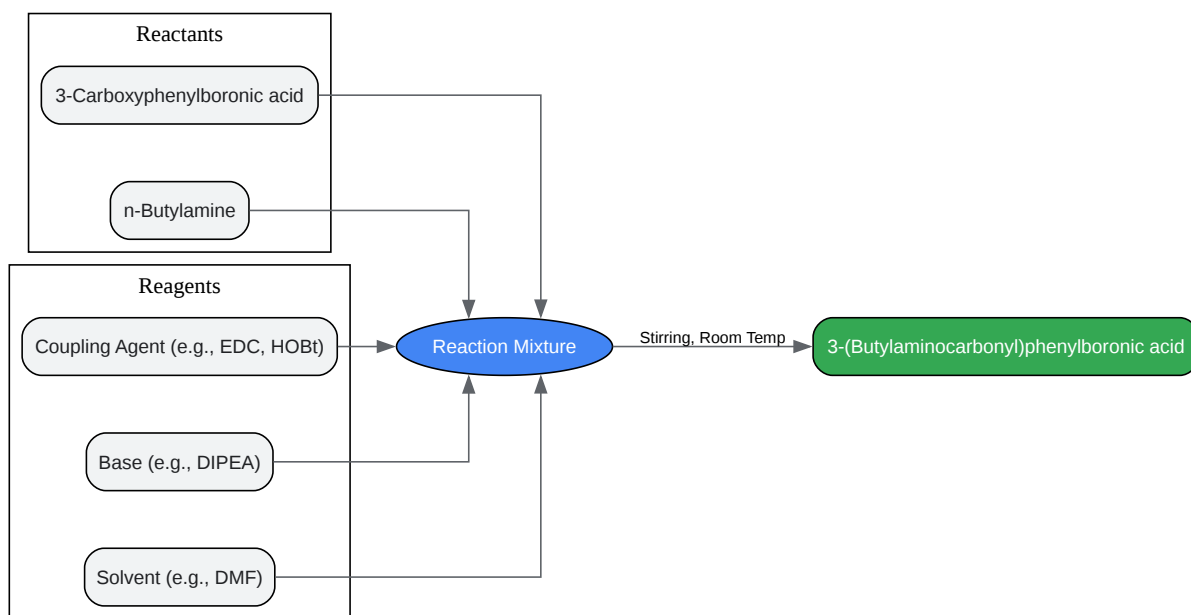 Reactants
3-Carboxyphenylboronic acid
n-Butylamine
Reagents
Coupling Agent (e.g., EDC, HOBt)
Base (e.g., DIPEA)
Solvent (e.g., DMF)
Reaction Mixture
Stirring, Room Temp
3-(Butylaminocarbonyl)phenylboronic acid